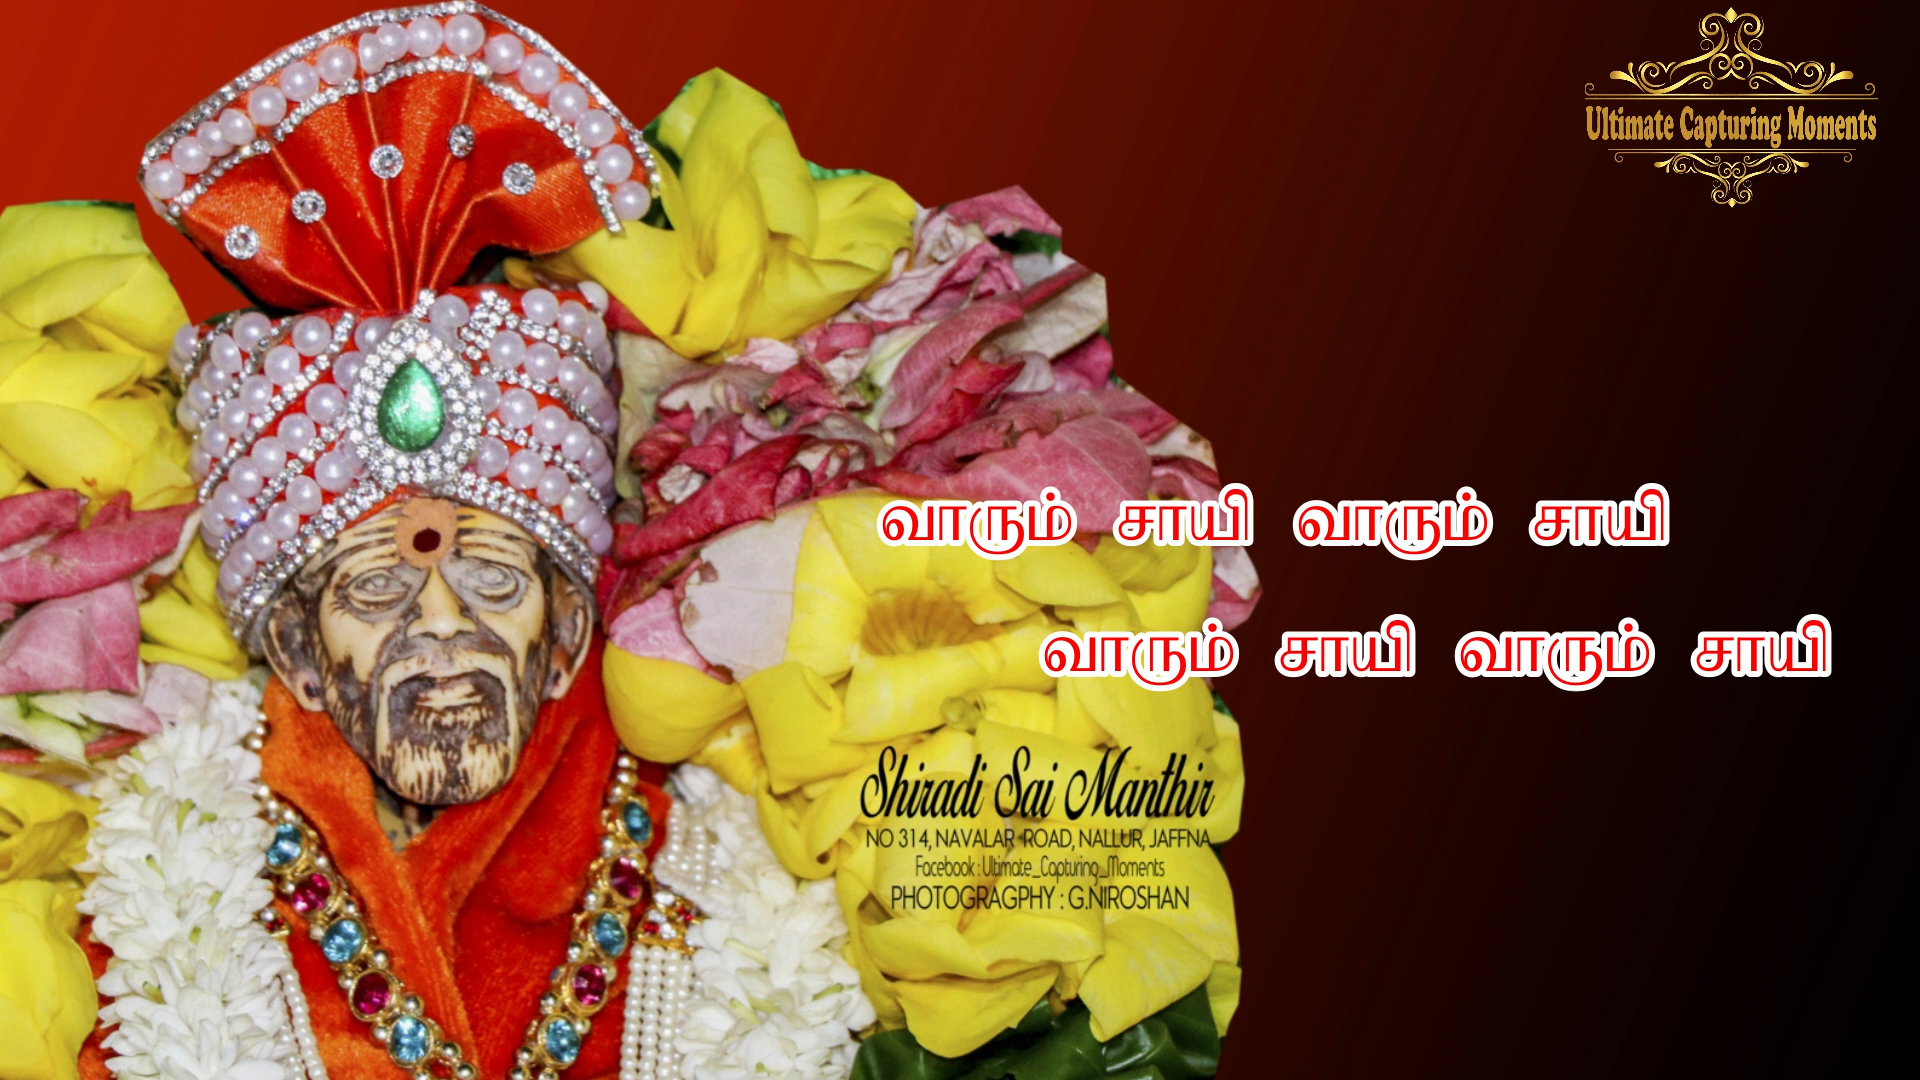 Ultimate Capturing Moments
வாரும் சாயி வாரும் சாயி
வாரும் சாயி வாரும் சாயி
Shiradi Sai Manthir
NO 314, NAVALAR ROAD, NALLUR, JAFFNA
Facebook : Ultimate_Capturing_Moments
PHOTOGRAGPHY : G.NIROSHAN